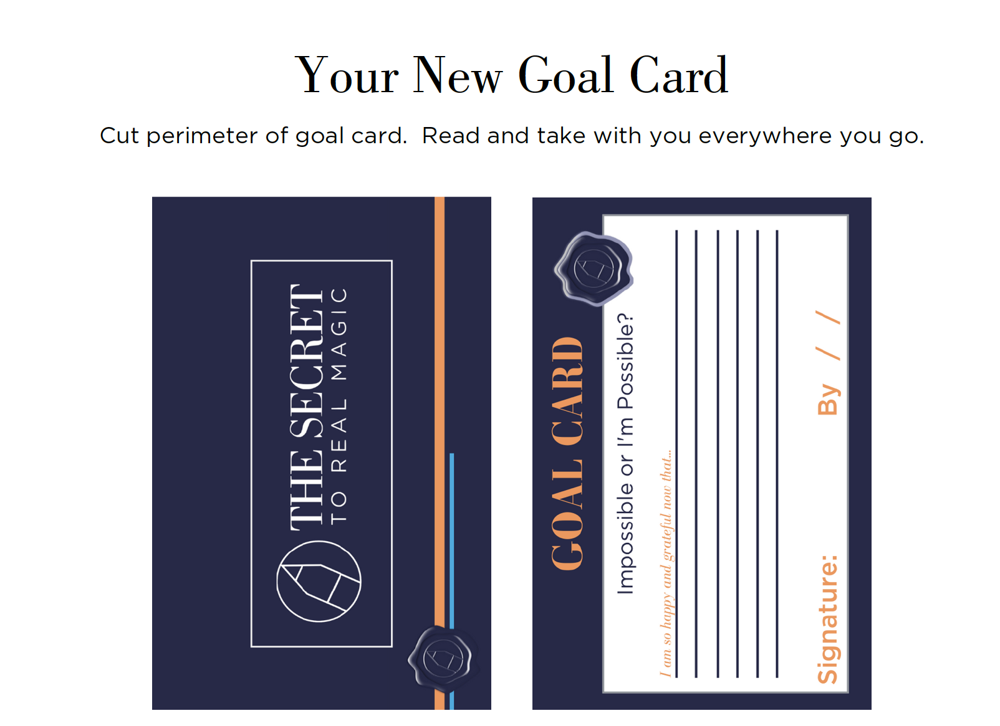 Your New Goal Card
Cut perimeter of goal card.  Read and take with you everywhere you go.
THE SECRET
TO REAL MAGIC
GOAL CARD
Impossible or I'm Possible?
I am so happy and grateful now that...
Signature: By / /